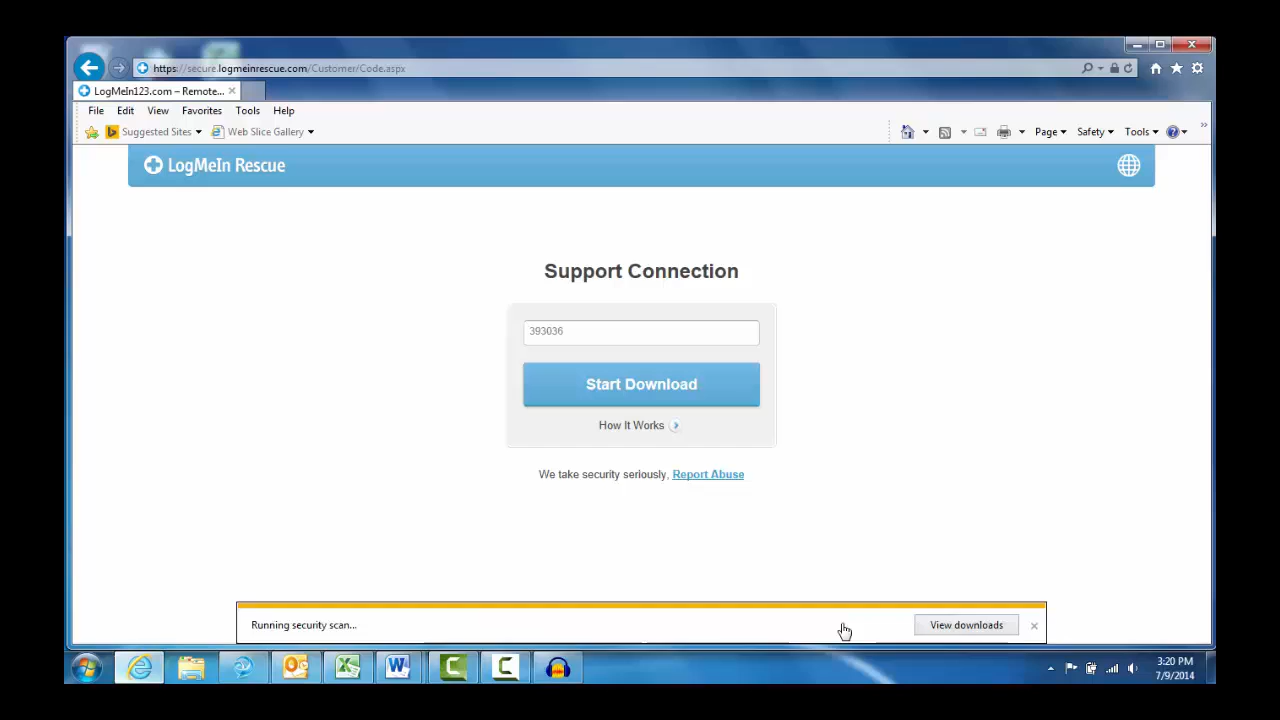 https://secure.logmeinrescue.com/Customer/Code.aspx
LogMeIn123.com – Remote...
File Edit View Favorites Tools Help
Suggested Sites Web Slice Gallery Page Safety Tools
LogMeIn Rescue
Support Connection
393036
Start Download
How It Works
We take security seriously, Report Abuse
Running security scan... View downloads
3:20 PM
7/9/2014